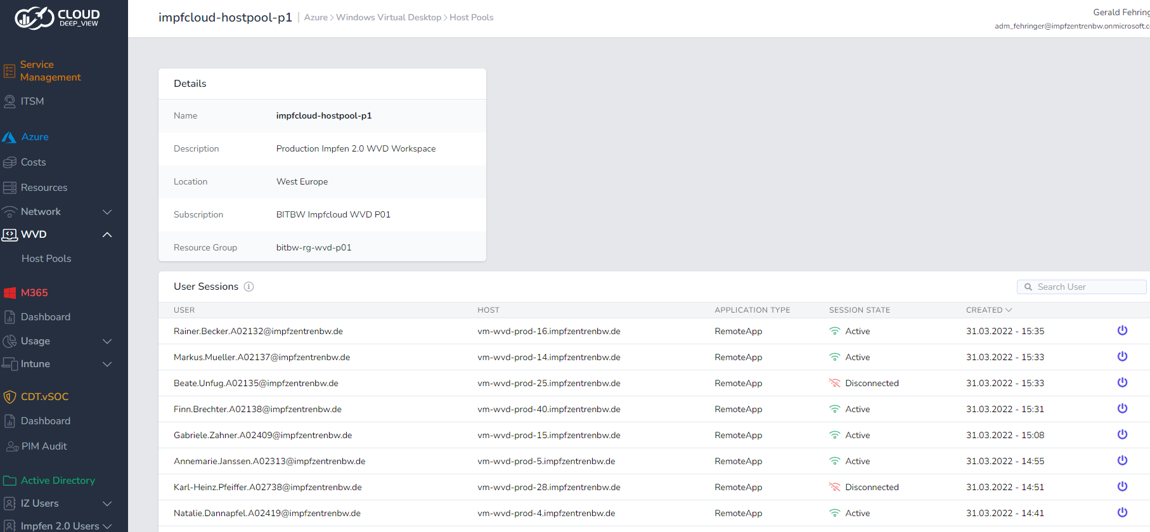 CLOUD
DEEP_VIEW
Service
Management
ITSM
Azure
Costs
Resources
Network
WVD
Host Pools
M365
Dashboard
Usage
Intune
CDT.vSOC
Dashboard
PIM Audit
Active Directory
IZ Users
Impfen 2.0 Users
impfcloud-hostpool-p1 Azure Windows Virtual Desktop Host Pools
Gerald Fehring
adm_fehringer@impfzentrenbw.onmicrosoft.c
Details
Name impfcloud-hostpool-p1
Description Production Impfen 2.0 WVD Workspace
Location West Europe
Subscription BITBW Impfcloud WVD P01
Resource Group bitbw-rg-wvd-p01
User Sessions
Search User
USER HOST APPLICATION TYPE SESSION STATE CREATED
Rainer.Becker.A02132@impfzentrenbw.de vm-wvd-prod-16.impfzentrenbw.de RemoteApp Active 31.03.2022 - 15:35
Markus.Mueller.A02137@impfzentrenbw.de vm-wvd-prod-14.impfzentrenbw.de RemoteApp Active 31.03.2022 - 15:33
Beate.Unfug.A02135@impfzentrenbw.de vm-wvd-prod-25.impfzentrenbw.de RemoteApp Disconnected 31.03.2022 - 15:33
Finn.Brechter.A02138@impfzentrenbw.de vm-wvd-prod-40.impfzentrenbw.de RemoteApp Active 31.03.2022 - 15:31
Gabriele.Zahner.A02409@impfzentrenbw.de vm-wvd-prod-15.impfzentrenbw.de RemoteApp Active 31.03.2022 - 15:08
Annemarie.Janssen.A02313@impfzentrenbw.de vm-wvd-prod-5.impfzentrenbw.de RemoteApp Active 31.03.2022 - 14:55
Karl-Heinz.Pfeiffer.A02738@impfzentrenbw.de vm-wvd-prod-28.impfzentrenbw.de RemoteApp Disconnected 31.03.2022 - 14:51
Natalie.Dannapfel.A02419@impfzentrenbw.de vm-wvd-prod-4.impfzentrenbw.de RemoteApp Active 31.03.2022 - 14:41